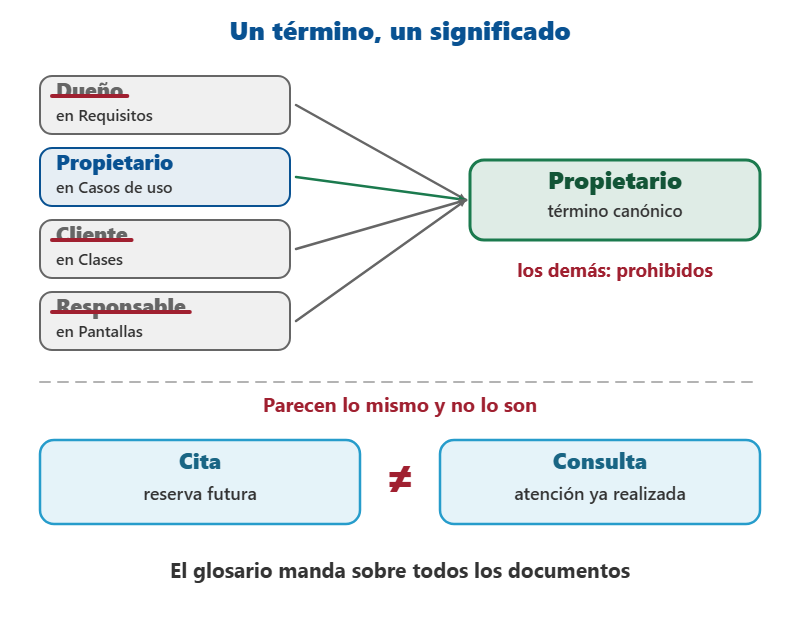 Un término, un significado
Dueño
en Requisitos
Propietario
en Casos de uso
Cliente
en Clases
Responsable
en Pantallas
Propietario
término canónico
los demás: prohibidos
Parecen lo mismo y no lo son
Cita
reserva futura
≠
Consulta
atención ya realizada
El glosario manda sobre todos los documentos